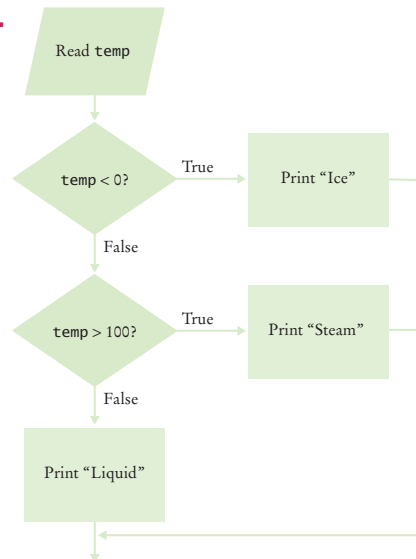 Read temp
temp < 0?
True
Print “Ice”
False
temp > 100?
True
Print “Steam”
False
Print “Liquid”